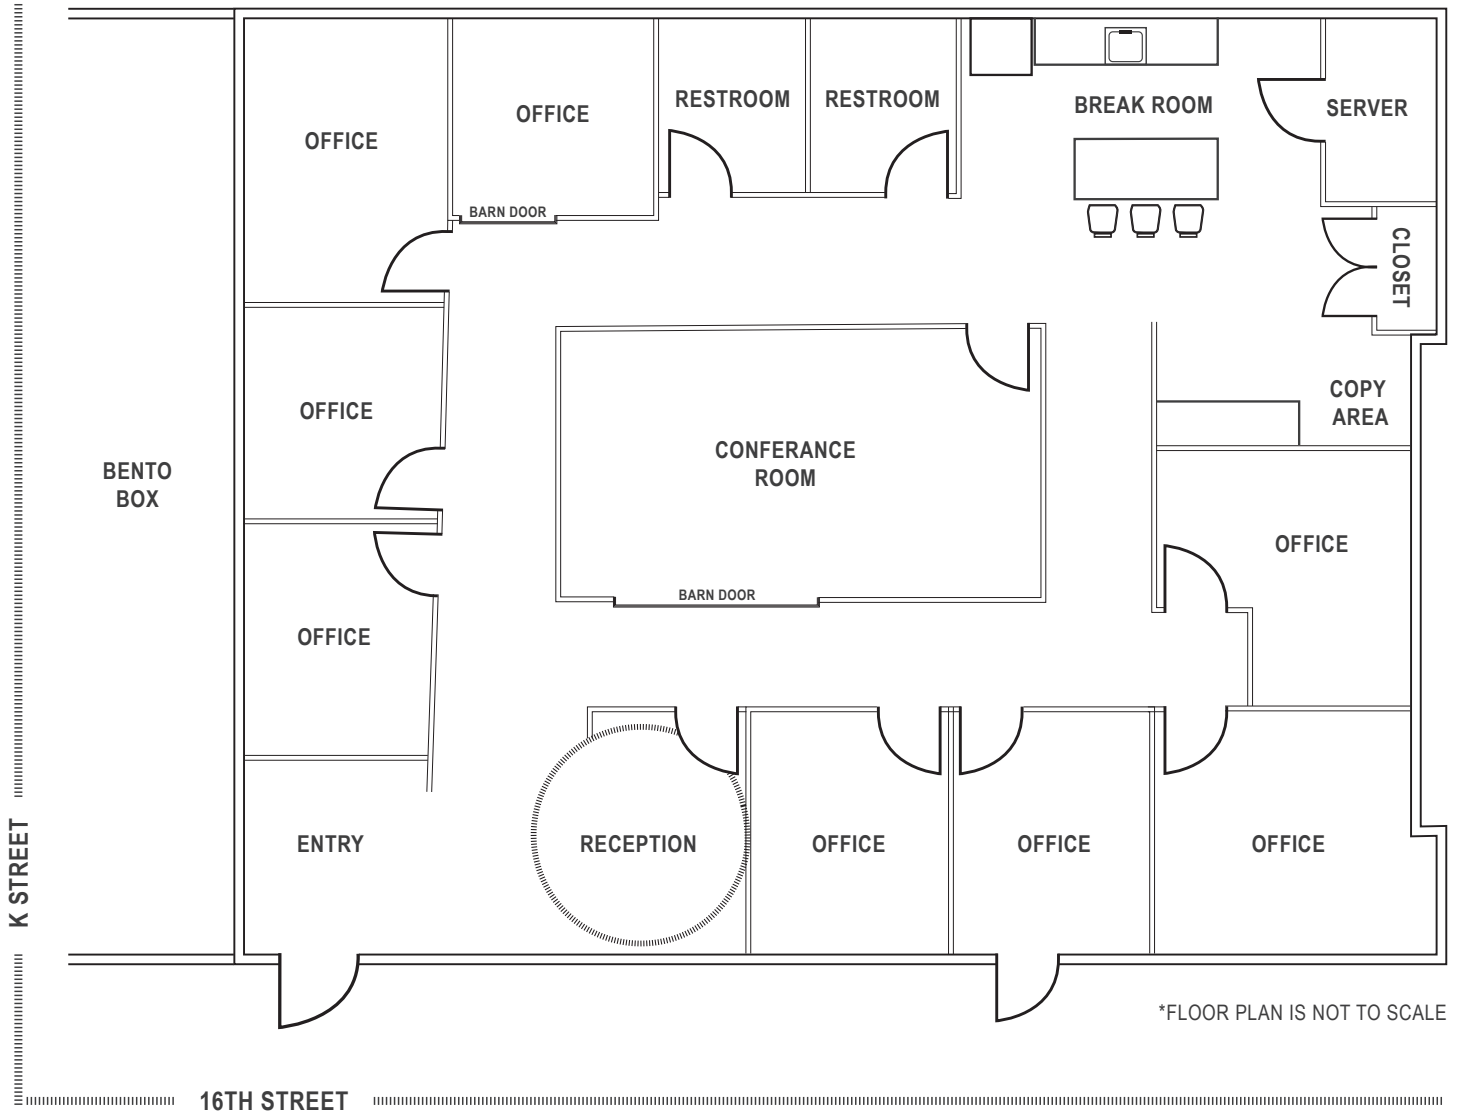 OFFICE
OFFICE
RESTROOM
RESTROOM
BREAK ROOM
SERVER
BARN DOOR
CLOSET
OFFICE
COPY
AREA
CONFERANCE
ROOM
BENTO
BOX
OFFICE
BARN DOOR
OFFICE
ENTRY
RECEPTION
OFFICE
OFFICE
OFFICE
K STREET
*FLOOR PLAN IS NOT TO SCALE
16TH STREET